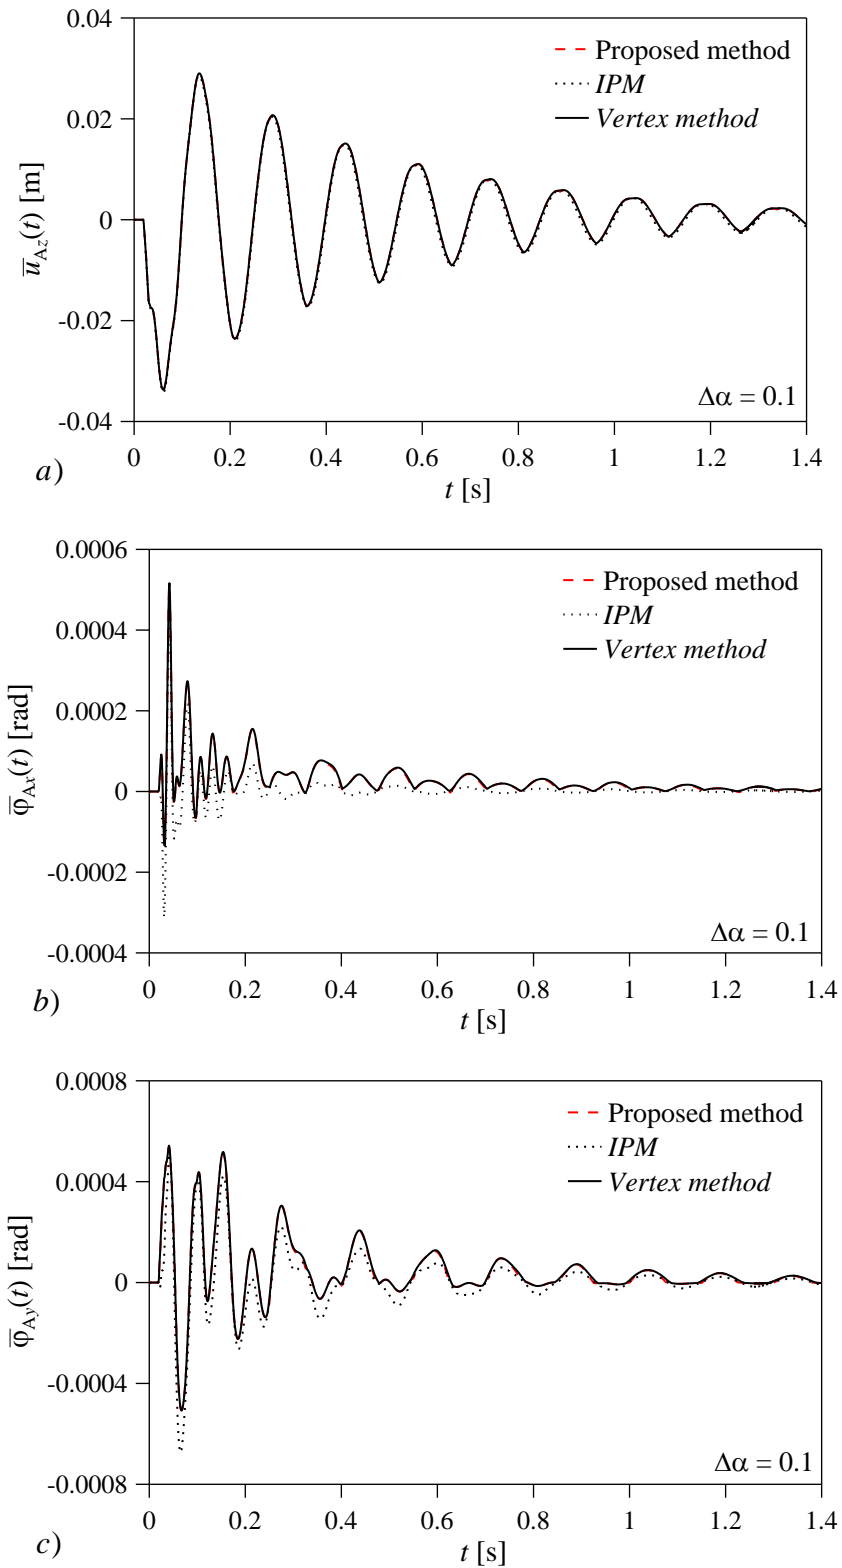 0.04
Proposed method
IPM
Vertex method
0.02
0
-0.02
-0.04
u̅Az(t) [m]
Δα = 0.1
0 0.2 0.4 0.6 0.8 1 1.2 1.4
a)
t [s]
0.0006
Proposed method
IPM
Vertex method
0.0004
0.0002
0
-0.0002
-0.0004
φ̅Ax(t) [rad]
Δα = 0.1
0 0.2 0.4 0.6 0.8 1 1.2 1.4
b)
t [s]
0.0008
Proposed method
IPM
Vertex method
0.0004
0
-0.0004
-0.0008
φ̅Ay(t) [rad]
Δα = 0.1
0 0.2 0.4 0.6 0.8 1 1.2 1.4
c)
t [s]